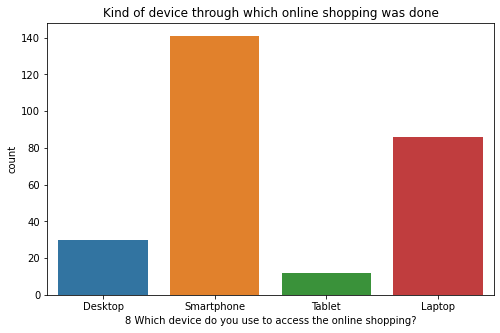 Kind of device through which online shopping was done
count
140
120
100
80
60
40
20
0
Desktop Smartphone Tablet Laptop
8 Which device do you use to access the online shopping?